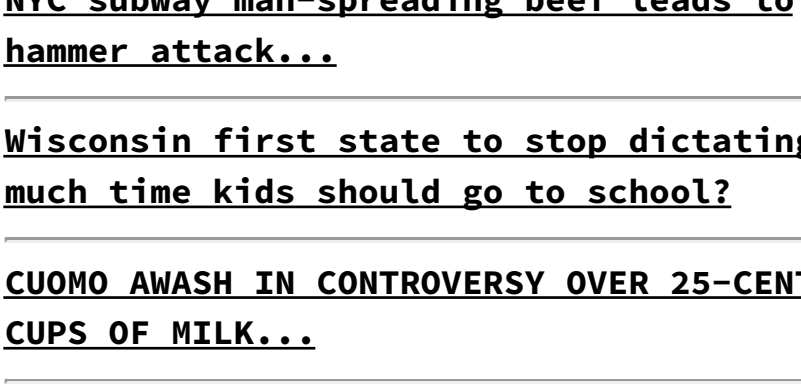 NYC subway man-spreading beef leads to
hammer attack...
Wisconsin first state to stop dictating
much time kids should go to school?
CUOMO AWASH IN CONTROVERSY OVER 25-CENT
CUPS OF MILK...